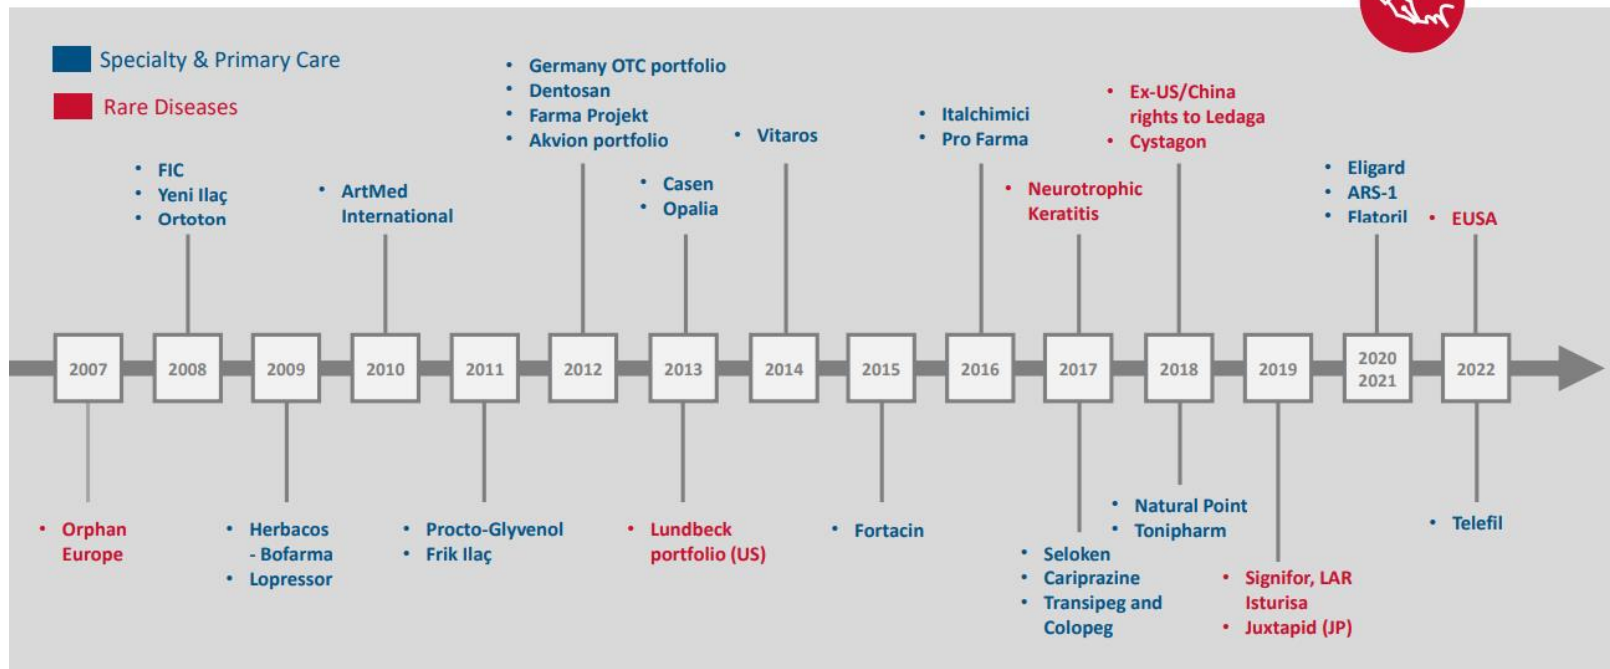 Specialty & Primary Care
Rare Diseases
• FIC
• Yeni Ilaç
• Ortoton
• ArtMed
International
• Germany OTC portfolio
• Dentosan
• Farma Projekt
• Akvion portfolio
• Casen
• Opalia
• Vitaros
• Italchimici
• Pro Farma
• Neurotrophic
Keratitis
• Ex-US/China
rights to Ledaga
• Cystagon
• Eligard
• ARS-1
• Flatoril
• EUSA
2007
2008
2009
2010
2011
2012
2013
2014
2015
2016
2017
2018
2019
2020
2021
2022
• Orphan
Europe
• Herbacos
- Bofarma
• Lopressor
• Procto-Glyvenol
• Frik Ilaç
• Lundbeck
portfolio (US)
• Fortacin
• Seloken
• Cariprazine
• Transipeg and
Colopeg
• Natural Point
• Tonipharm
• Signifor, LAR
Isturisa
• Juxtapid (JP)
• Telefil